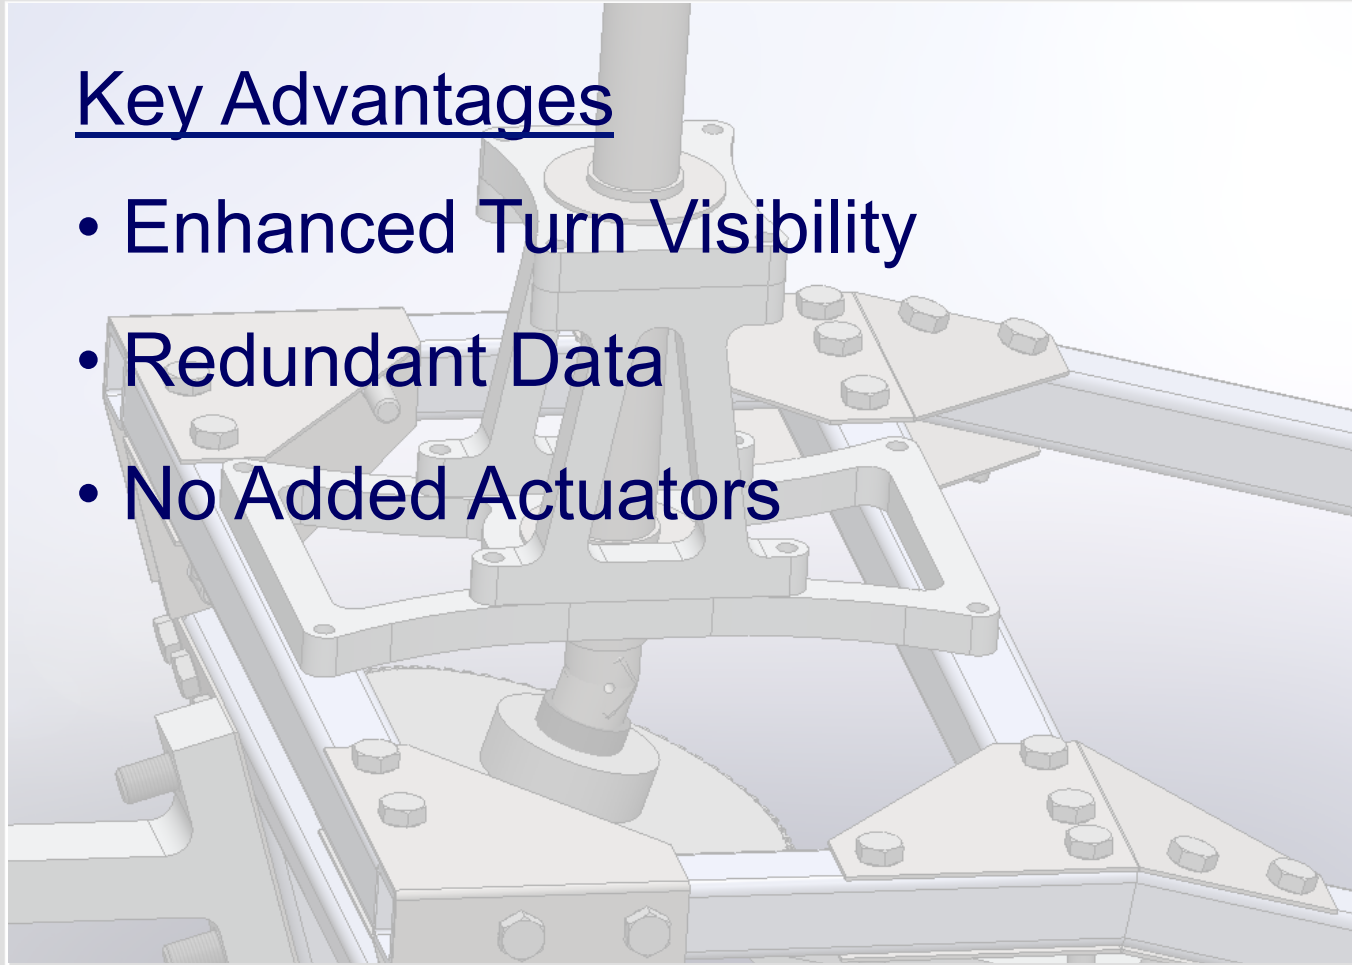 Key Advantages
• Enhanced Turn Visibility
• Redundant Data
• No Added Actuators